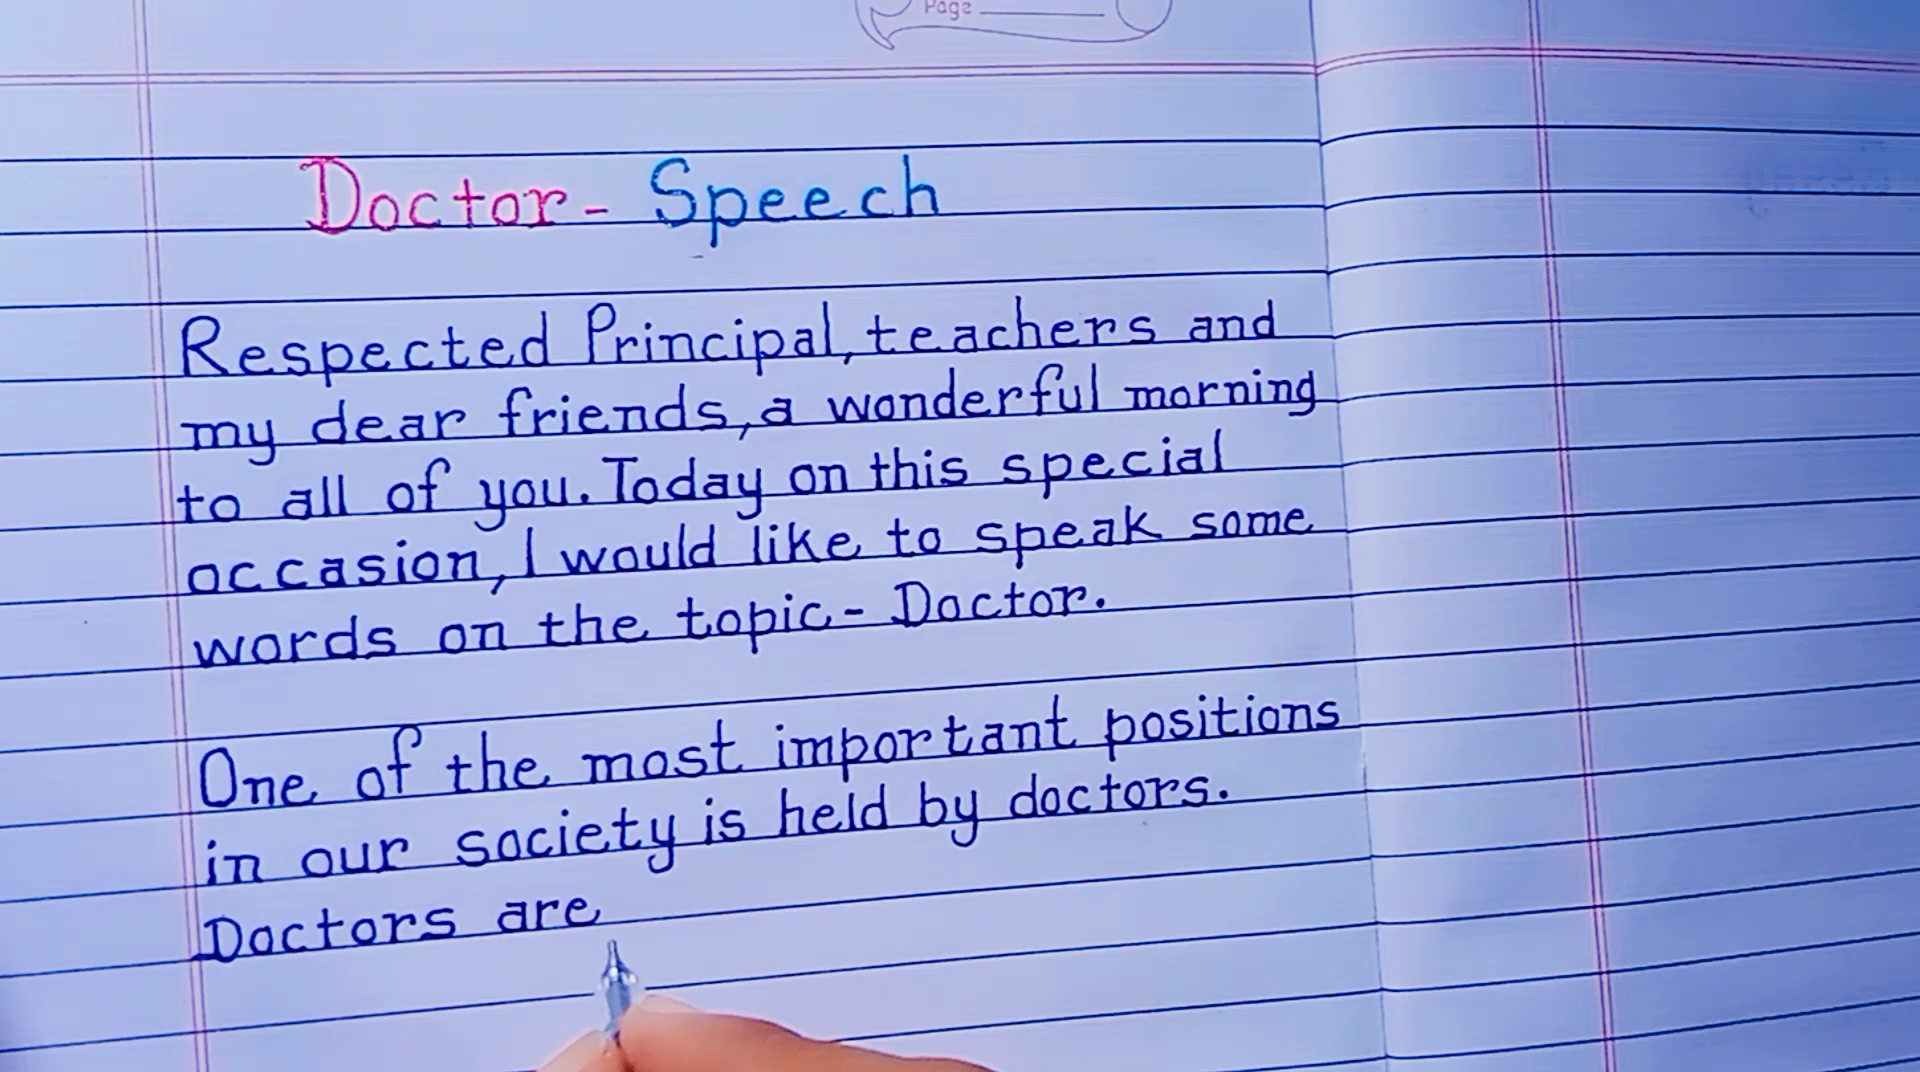 Page
Doctor - Speech
Respected Principal, teachers and
my dear friends, a wonderful morning
to all of you. Today on this special
occasion, I would like to speak some
words on the topic - Doctor.
One of the most important positions
in our society is held by doctors.
Doctors are